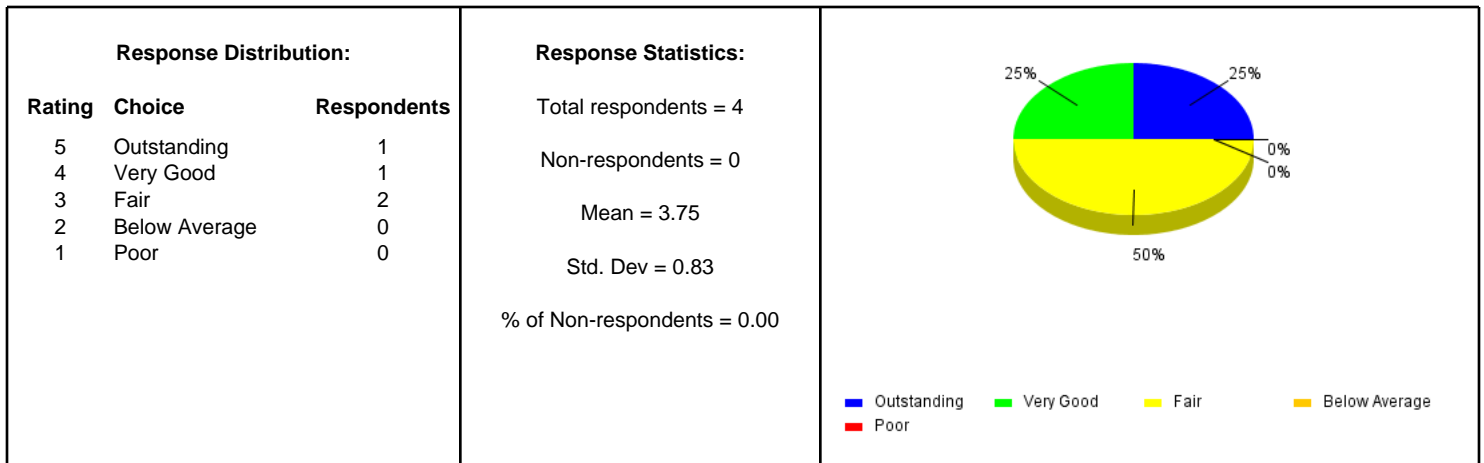 Response Distribution:
Rating Choice Respondents
5 Outstanding 1
4 Very Good 1
3 Fair 2
2 Below Average 0
1 Poor 0
Response Statistics:
Total respondents = 4
Non-respondents = 0
Mean = 3.75
Std. Dev = 0.83
% of Non-respondents = 0.00
25% 25%
0%
0%
50%
Outstanding Very Good Fair Below Average
Poor